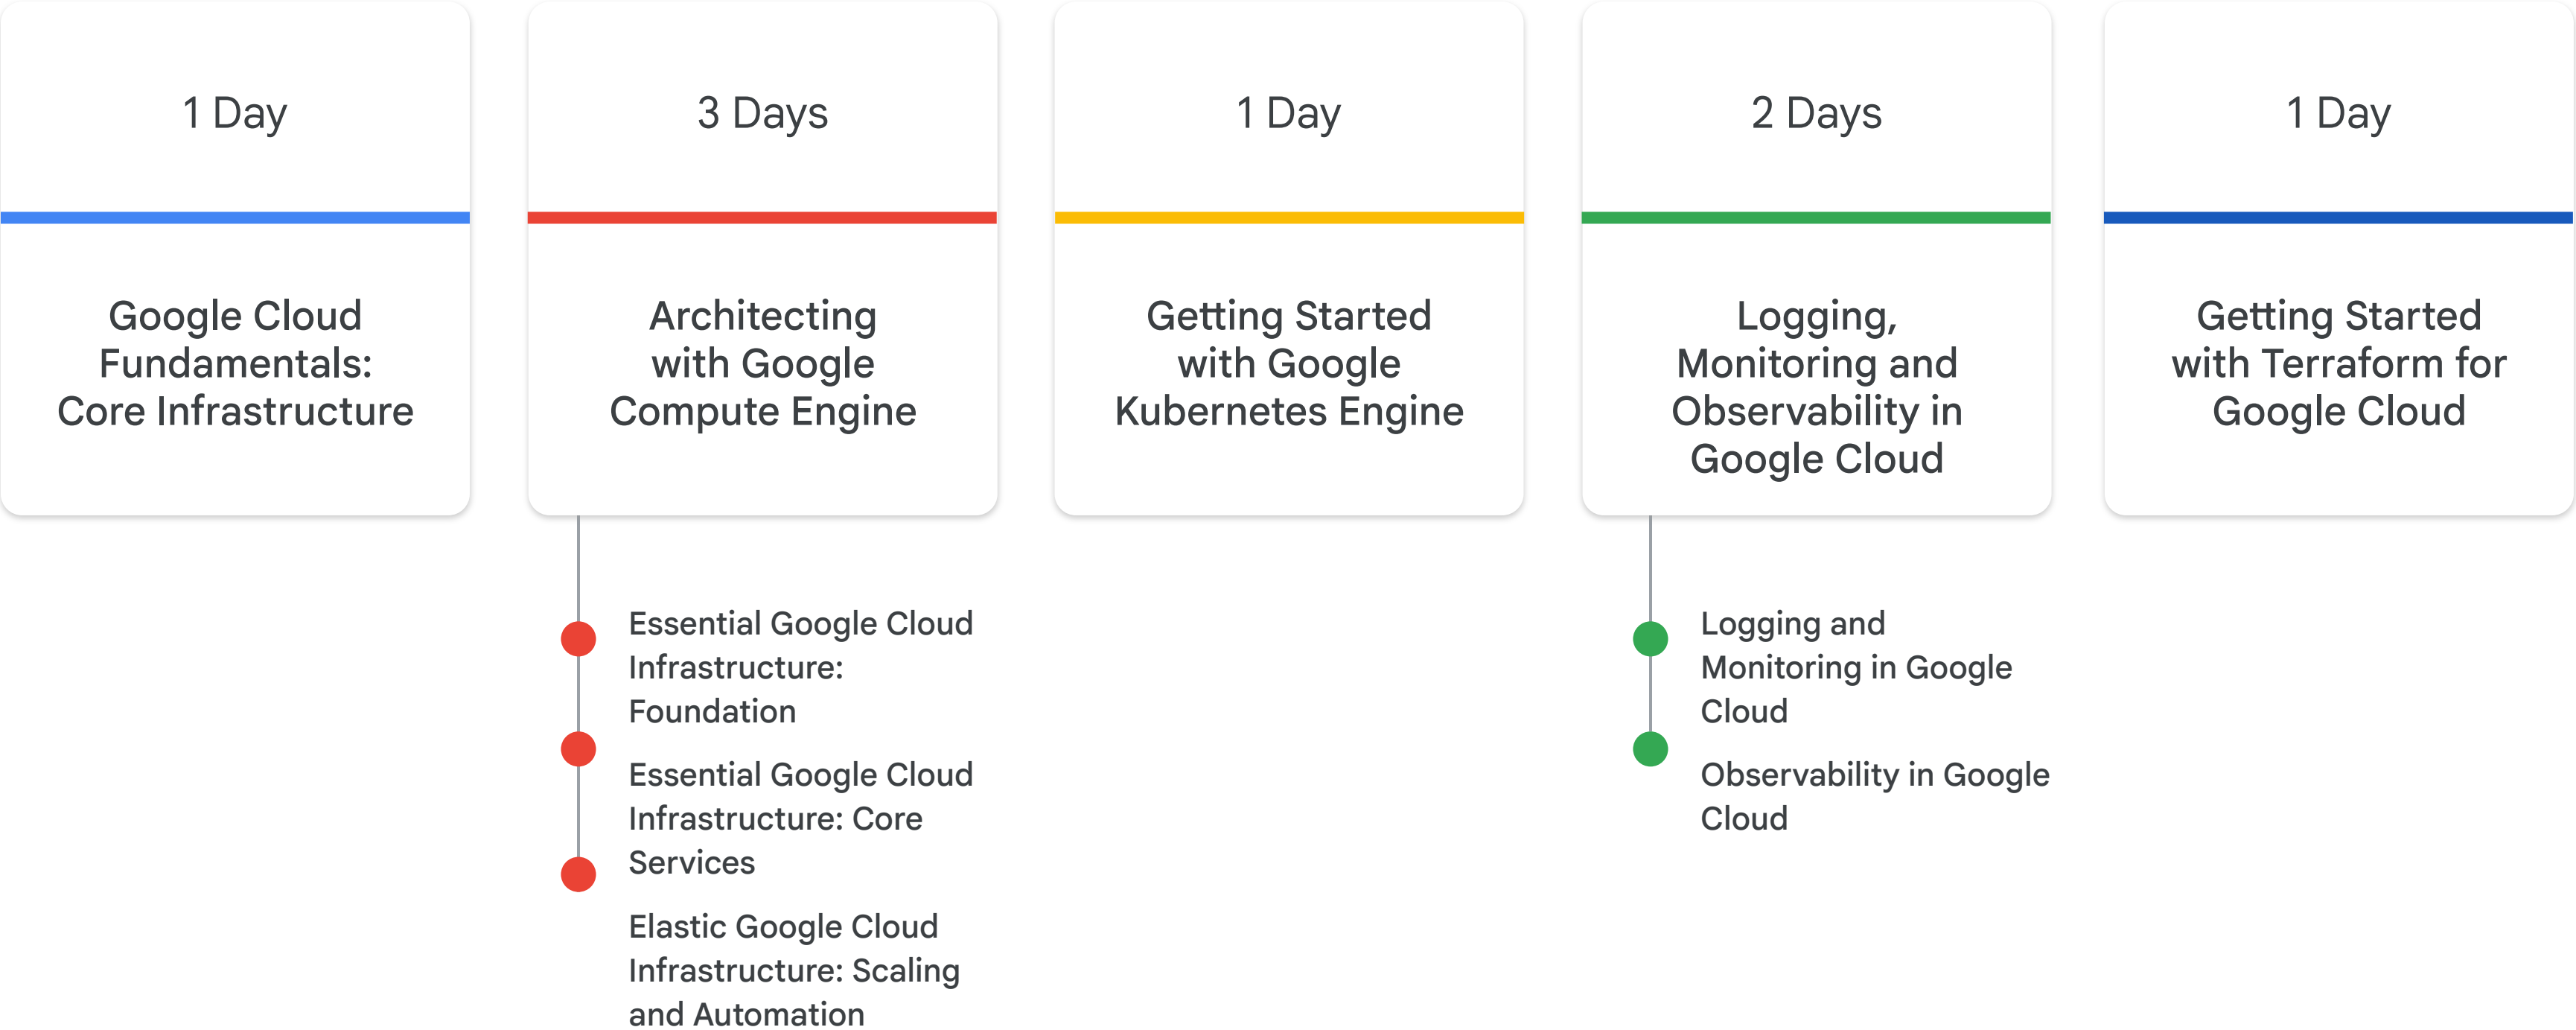 1 Day
Google Cloud
Fundamentals:
Core Infrastructure
3 Days
Architecting
with Google
Compute Engine
Essential Google Cloud
Infrastructure:
Foundation
Essential Google Cloud
Infrastructure: Core
Services
Elastic Google Cloud
Infrastructure: Scaling
and Automation
1 Day
Getting Started
with Google
Kubernetes Engine
2 Days
Logging,
Monitoring and
Observability in
Google Cloud
Logging and
Monitoring in Google
Cloud
Observability in Google
Cloud
1 Day
Getting Started
with Terraform for
Google Cloud